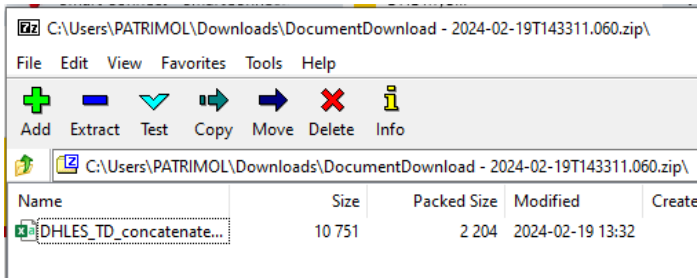 C:\Users\PATRIMOL\Downloads\DocumentDownload - 2024-02-19T143311.060.zip\
File Edit View Favorites Tools Help
Add Extract Test Copy Move Delete Info
C:\Users\PATRIMOL\Downloads\DocumentDownload - 2024-02-19T143311.060.zip\
Name Size Packed Size Modified Create
DHLES_TD_concatenate... 10 751 2 204 2024-02-19 13:32